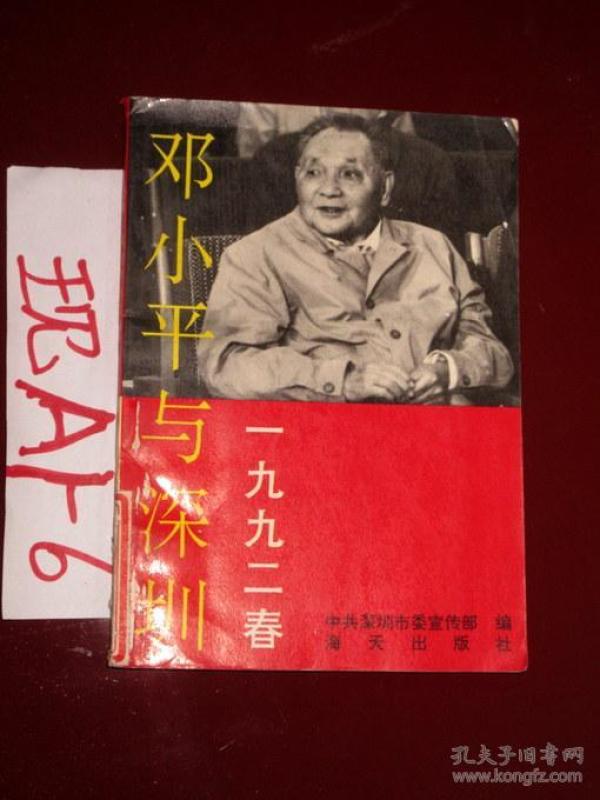 邓小平与深圳
一九九二春
中共深圳市委宣传部 编
海天出版社
现A1-6
孔夫子旧书网
www.kongfz.com